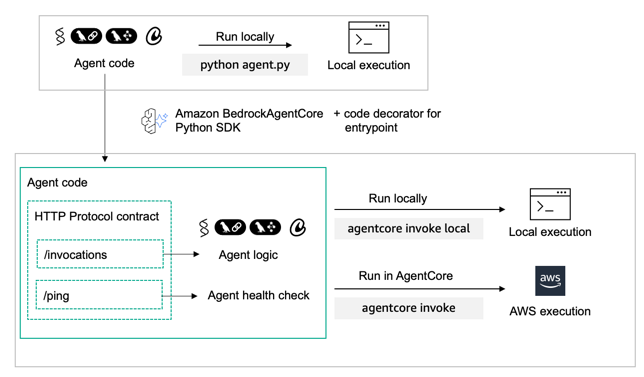 Run locally
Agent code
python agent.py
Local execution
Amazon BedrockAgentCore + code decorator for
Python SDK entrypoint
Agent code
HTTP Protocol contract
/invocations
Agent logic
/ping
Agent health check
Run locally
agentcore invoke local
Local execution
Run in AgentCore
aws
agentcore invoke
AWS execution